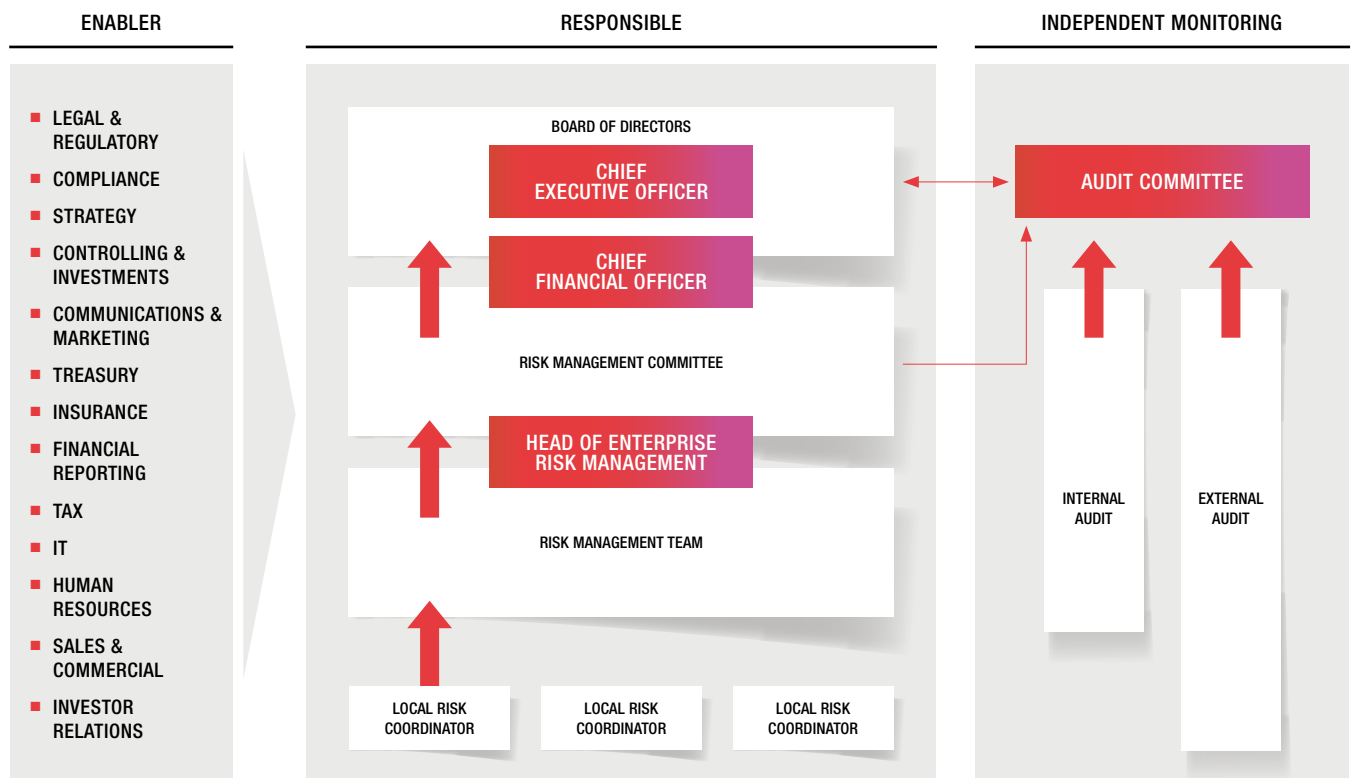 ENABLER
LEGAL &
REGULATORY
COMPLIANCE
STRATEGY
CONTROLLING &
INVESTMENTS
COMMUNICATIONS &
MARKETING
TREASURY
INSURANCE
FINANCIAL
REPORTING
TAX
IT
HUMAN
RESOURCES
SALES &
COMMERCIAL
INVESTOR
RELATIONS
RESPONSIBLE
BOARD OF DIRECTORS
CHIEF
EXECUTIVE OFFICER
CHIEF
FINANCIAL OFFICER
RISK MANAGEMENT COMMITTEE
HEAD OF ENTERPRISE
RISK MANAGEMENT
RISK MANAGEMENT TEAM
LOCAL RISK
COORDINATOR
LOCAL RISK
COORDINATOR
LOCAL RISK
COORDINATOR
INDEPENDENT MONITORING
AUDIT COMMITTEE
INTERNAL
AUDIT
EXTERNAL
AUDIT